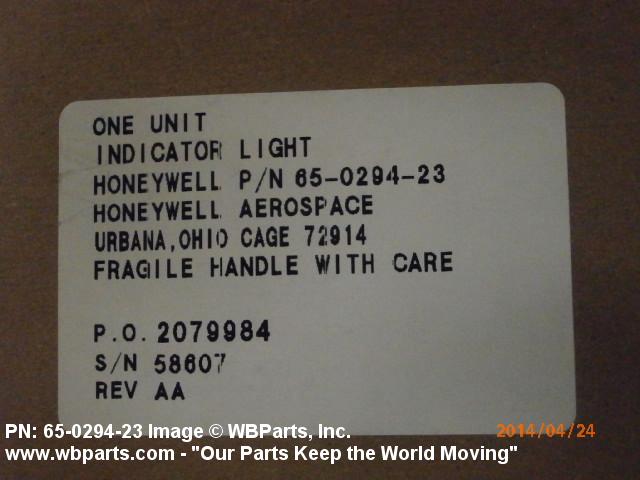 ONE UNIT
INDICATOR LIGHT
HONEYWELL P/N 65-0294-23
HONEYWELL AEROSPACE
URBANA,OHIO CAGE 72914
FRAGILE HANDLE WITH CARE
P.O. 2079984
S/N 58607
REV AA
PN: 65-0294-23 Image © WBParts, Inc.
2014/04/24
www.wbparts.com - "Our Parts Keep the World Moving"